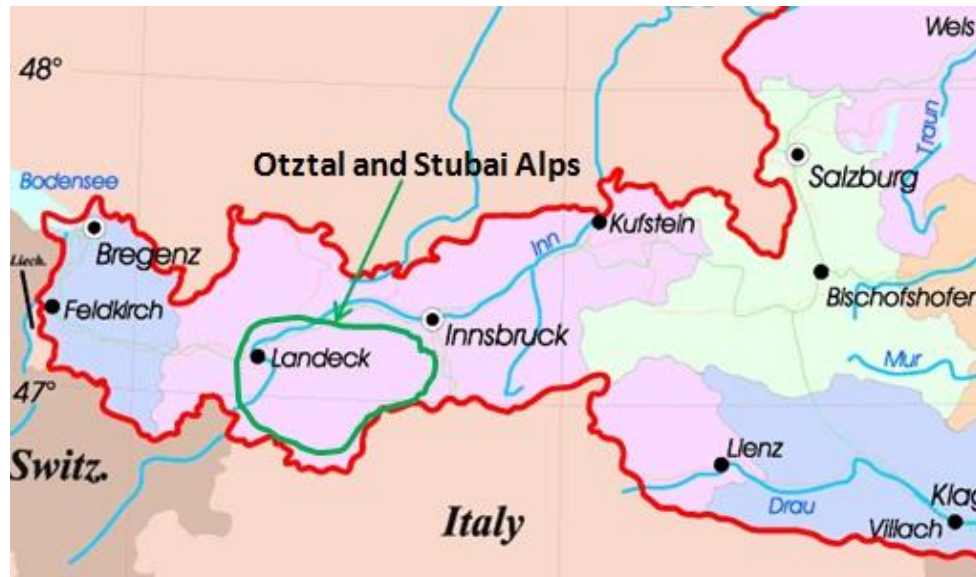 Wels
48°
Traun
Otztal and Stubai Alps
Salzburg
Bodensee
Kufstein
Bregenz
Inn
Liech.
Bischofshofen
Feldkirch
Innsbruck
Landeck
Mur
47°
Lienz
Switz.
Drau
Klag
Italy
Villach